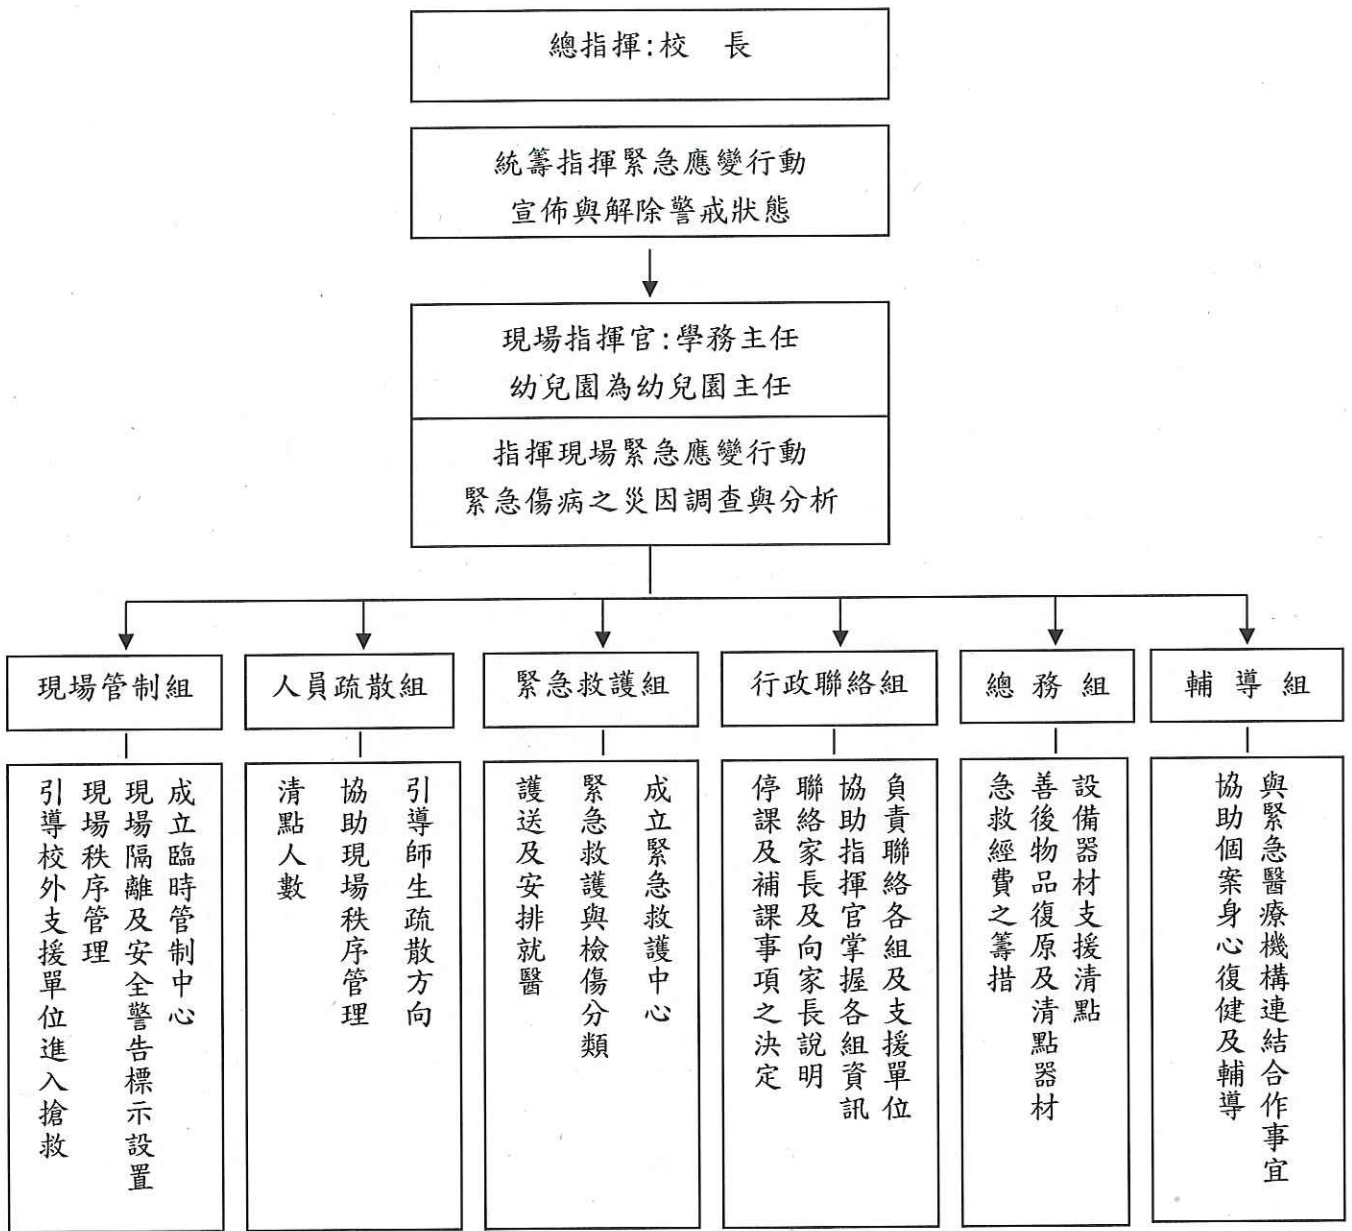 總指揮:校　長
統籌指揮緊急應變行動
宣佈與解除警戒狀態
現場指揮官:學務主任
幼兒園為幼兒園主任
指揮現場緊急應變行動
緊急傷病之災因調查與分析
現場管制組
成立臨時管制中心
現場隔離及安全警告標示設置
現場秩序管理
引導校外支援單位進入搶救
人員疏散組
引導師生疏散方向
協助現場秩序管理
清點人數
緊急救護組
成立緊急救護中心
緊急救護與檢傷分類
護送及安排就醫
行政聯絡組
負責聯絡各組及支援單位
協助指揮官掌握各組資訊
聯絡家長及向家長說明
停課及補課事項之決定
總 務 組
設備器材支援清點
善後物品復原及清點器材
急救經費之籌措
輔 導 組
與緊急醫療機構連結合作事宜
協助個案身心復健及輔導